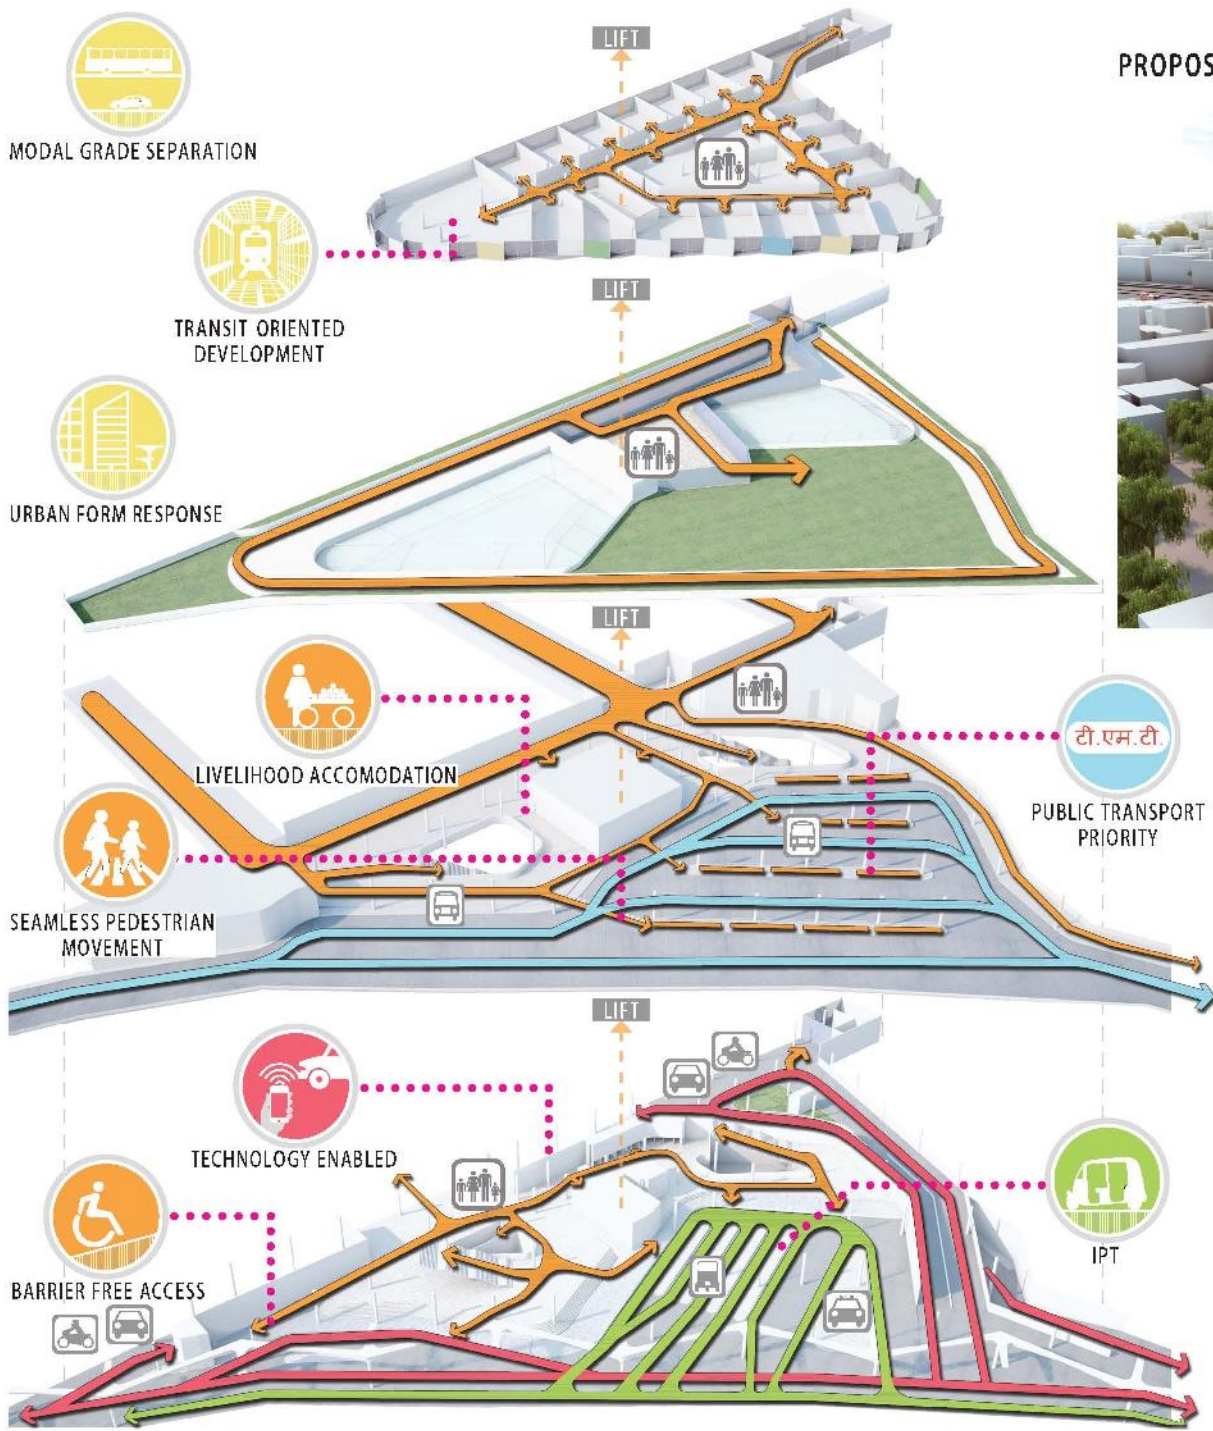 LIFT
PROPOS
MODAL GRADE SEPARATION
TRANSIT ORIENTED
DEVELOPMENT
LIFT
URBAN FORM RESPONSE
LIFT
LIVELIHOOD ACCOMODATION
टी.एम.टी.
PUBLIC TRANSPORT
PRIORITY
SEAMLESS PEDESTRIAN
MOVEMENT
LIFT
TECHNOLOGY ENABLED
IPT
BARRIER FREE ACCESS